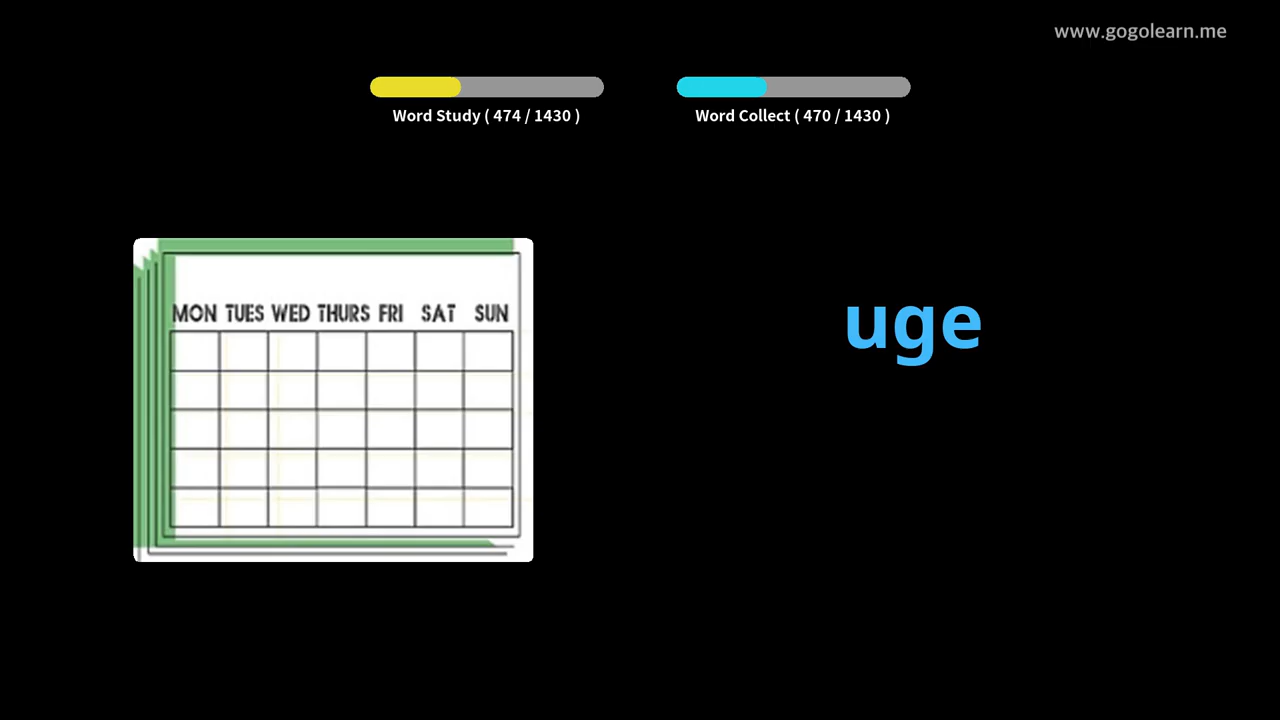 www.gogolearn.me
Word Study ( 474 / 1430 )
Word Collect ( 470 / 1430 )
MON TUES WED THURS FRI SAT SUN
uge